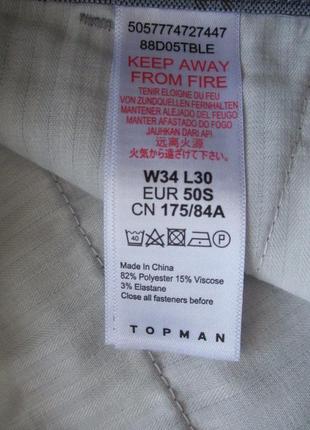 5057774727447
88D05TBLE
KEEP AWAY
FROM FIRE
TENIR ELOIGNE DU FEU
VON ZUNDQUELLEN FERNHALTEN
MANTENER ALEJADO DEL FUEGO
MANTER AFASTADO DO FOGO
JAUHKAN DARI API
远离火源
火気から遠ざけて下さい
W34 L30
EUR 50S
CN 175/84A
40
P
Made In China
82% Polyester 15% Viscose
3% Elastane
Close all fasteners before
TOPMAN